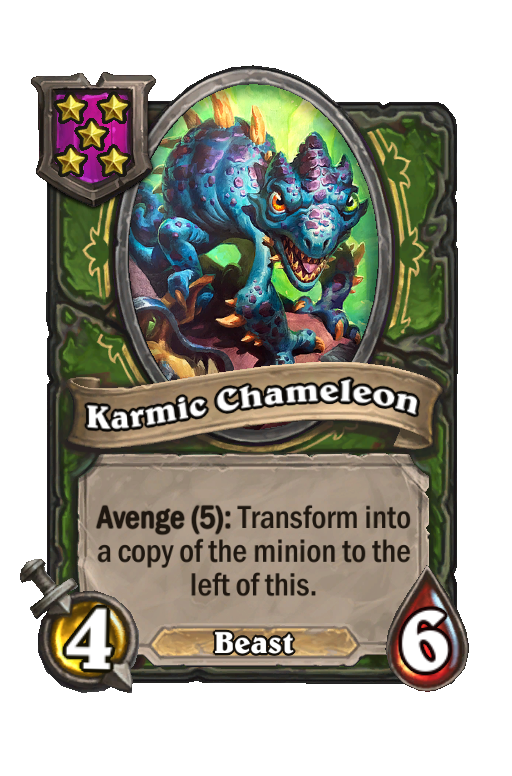 Karmic Chameleon
Avenge (5): Transform into
a copy of the minion to the
left of this.
4
Beast
6